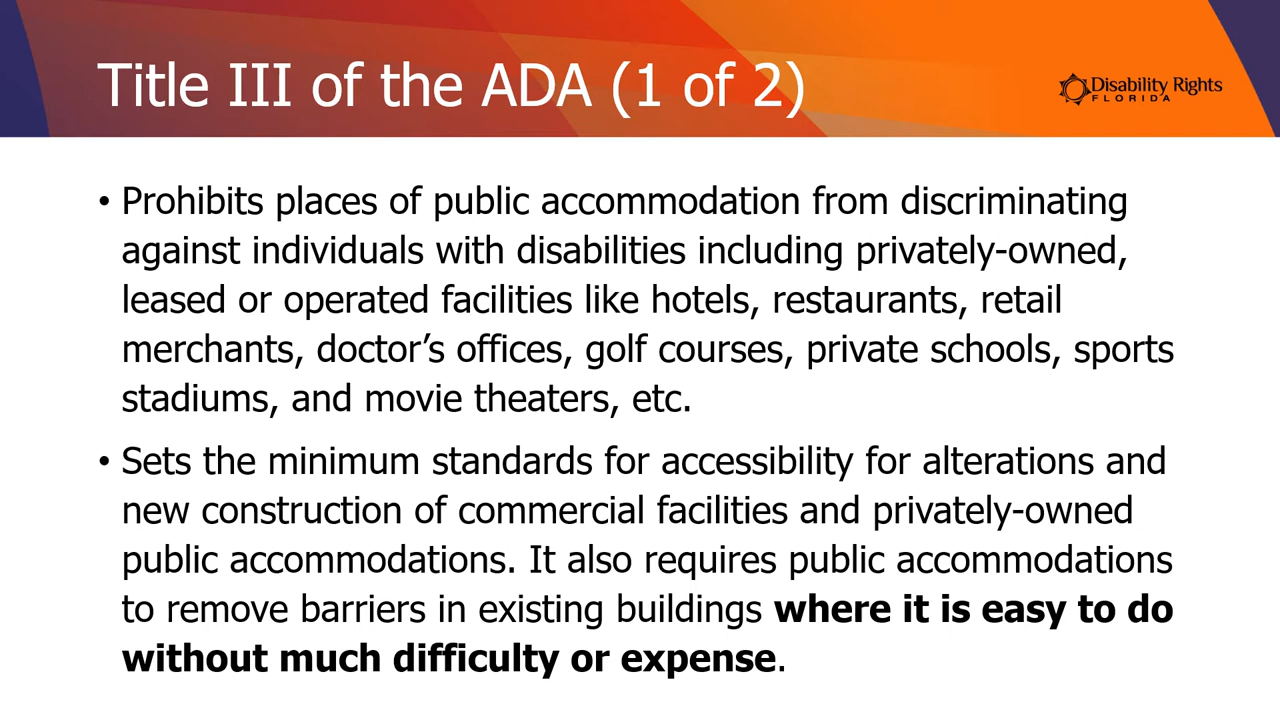 Title III of the ADA (1 of 2)
Disability Rights
FLORIDA
• Prohibits places of public accommodation from discriminating
against individuals with disabilities including privately-owned,
leased or operated facilities like hotels, restaurants, retail
merchants, doctor’s offices, golf courses, private schools, sports
stadiums, and movie theaters, etc.
• Sets the minimum standards for accessibility for alterations and
new construction of commercial facilities and privately-owned
public accommodations. It also requires public accommodations
to remove barriers in existing buildings where it is easy to do
without much difficulty or expense.